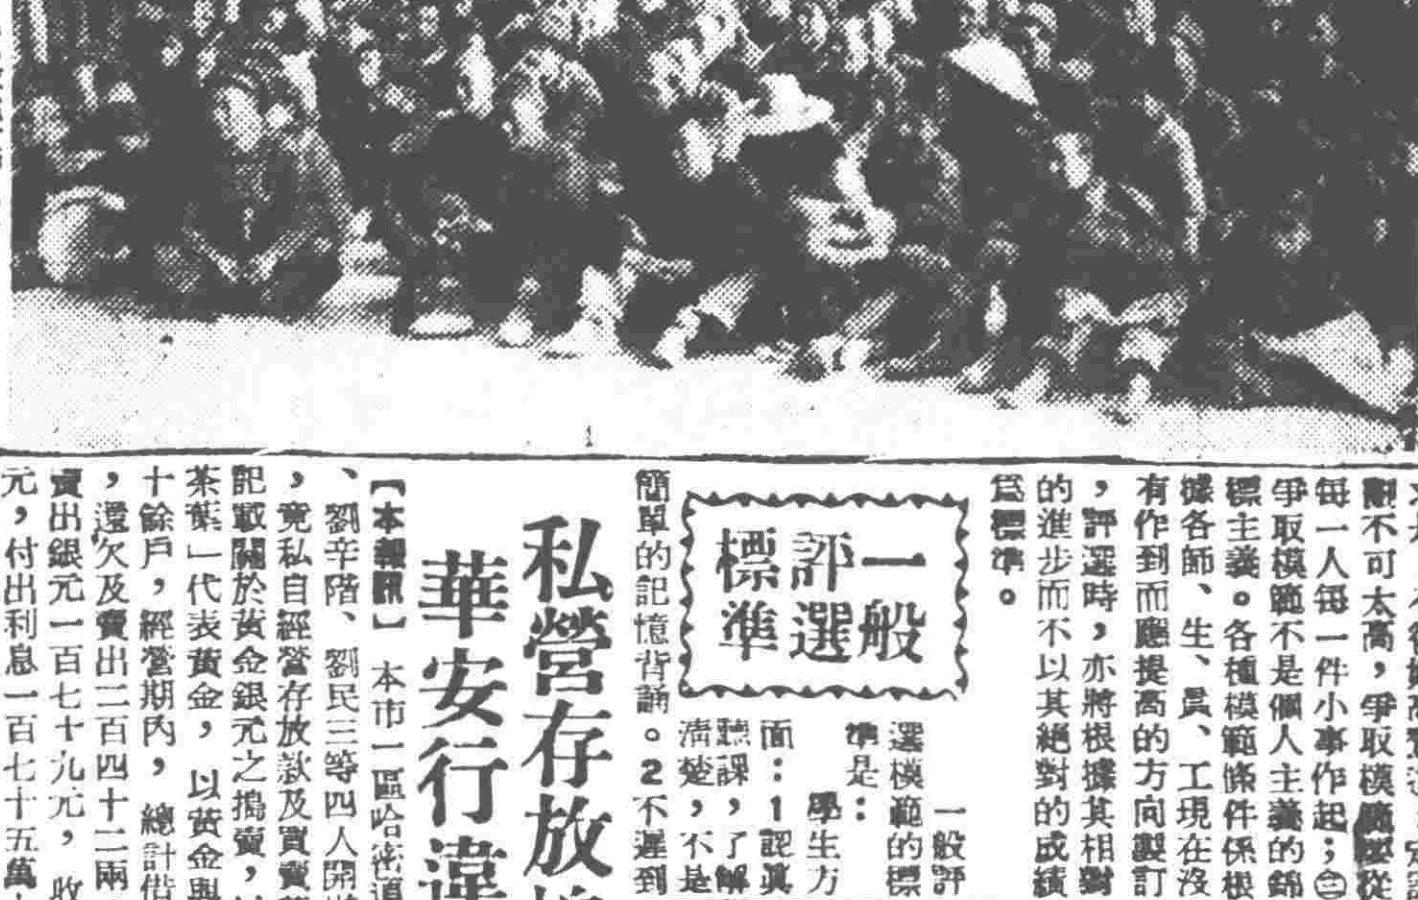 剛不可太高，爭取模範應從
每一人每一件小事作起；㊂
爭取模範不是個人主義的錦
標主義。各種模範條件係根
據各師、生、員、工現在沒
有作到而應提高的方向製訂
，評選時，亦將根據其相對
的進步而不以其絕對的成績
爲標準。
一般
評選
標準
一般評
選模範的標
準是：
學生方
面：1認眞
聽課，了解
清楚，不是
簡單的記憶背誦。2不遲到
私營存放
華安行違
【本報訊】本市一區哈密道
、劉辛階、劉民三等四人開
，竟私自經營存放款及買賣
記載關於黃金銀元之搗賣，
茶葉」代表黃金，以黃金與
十餘戶，經營期內，總計借
，還欠及賣出二百四十二兩
賣出銀元一百七十九元，收
元，付出利息一百七十五萬